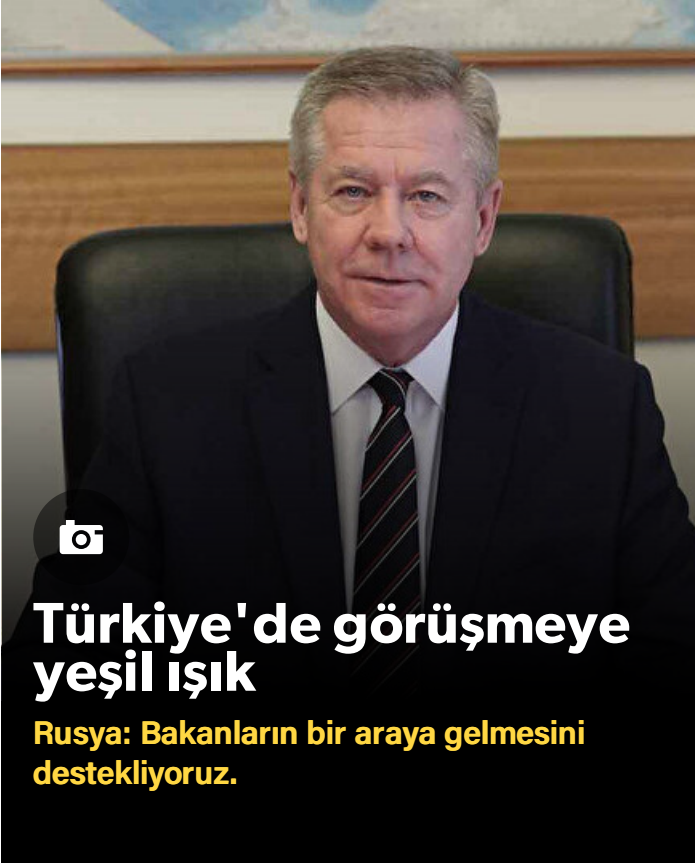 Türkiye'de görüşmeye
yeşil ışık
Rusya: Bakanların bir araya gelmesini
destekliyoruz.